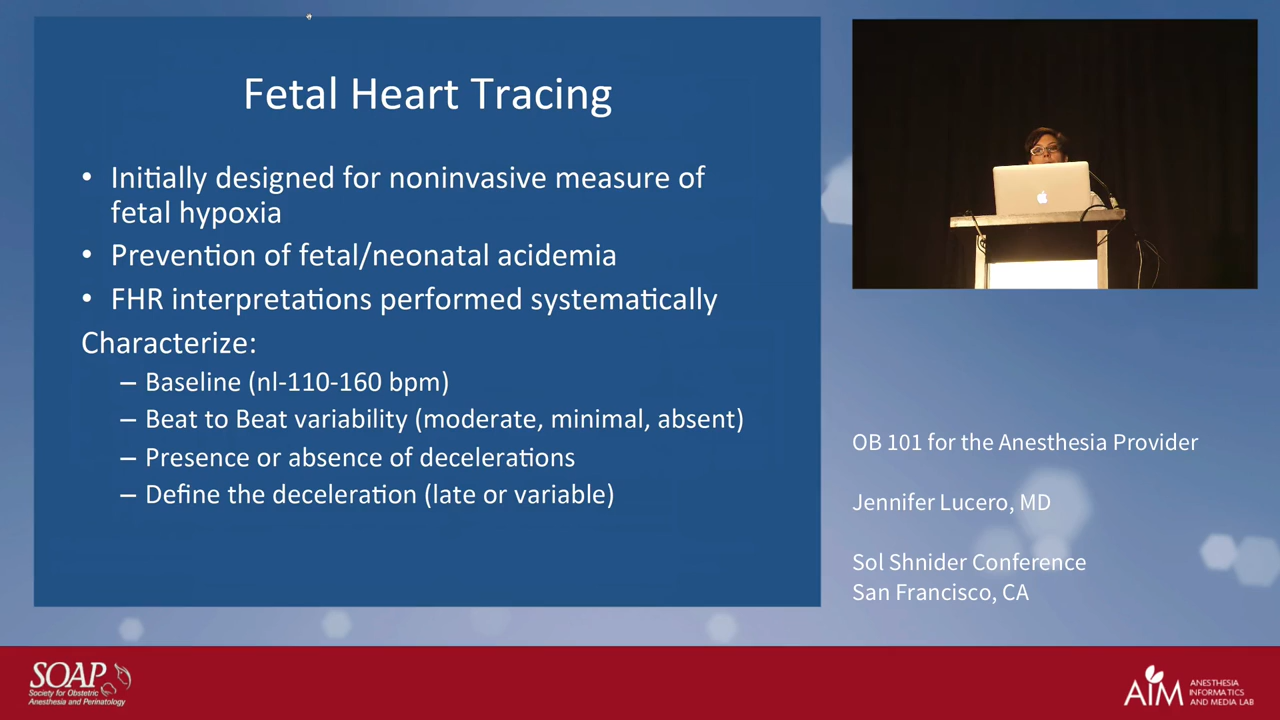 Fetal Heart Tracing
• Initially designed for noninvasive measure of
fetal hypoxia
• Prevention of fetal/neonatal acidemia
• FHR interpretations performed systematically
Characterize:
– Baseline (nl-110-160 bpm)
– Beat to Beat variability (moderate, minimal, absent)
– Presence or absence of decelerations
– Define the deceleration (late or variable)
OB 101 for the Anesthesia Provider
Jennifer Lucero, MD
Sol Shnider Conference
San Francisco, CA
SOAP
Society for Obstetric
Anesthesia and Perinatology
AIM
ANESTHESIA
INFORMATICS
AND MEDIA LAB